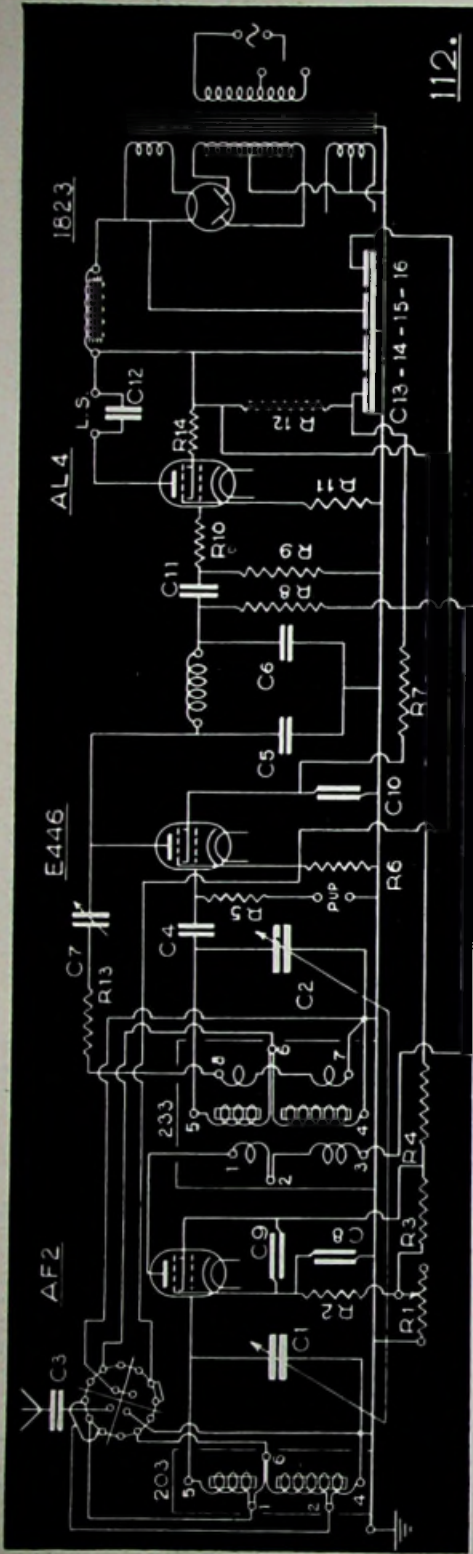 AF2
E446
AL4
1823
C3
C7
R13
L.S.
C12
203
233
5
1
6
2
4
5
8
1
6
2
7
3
4
C1
C9
C8
R2
R1
R3
R4
C4
C2
R5
PUP
R6
C10
R7
C5
C6
C11
R8
R9
R10
R11
R14
R12
C13-14-15-16
112.